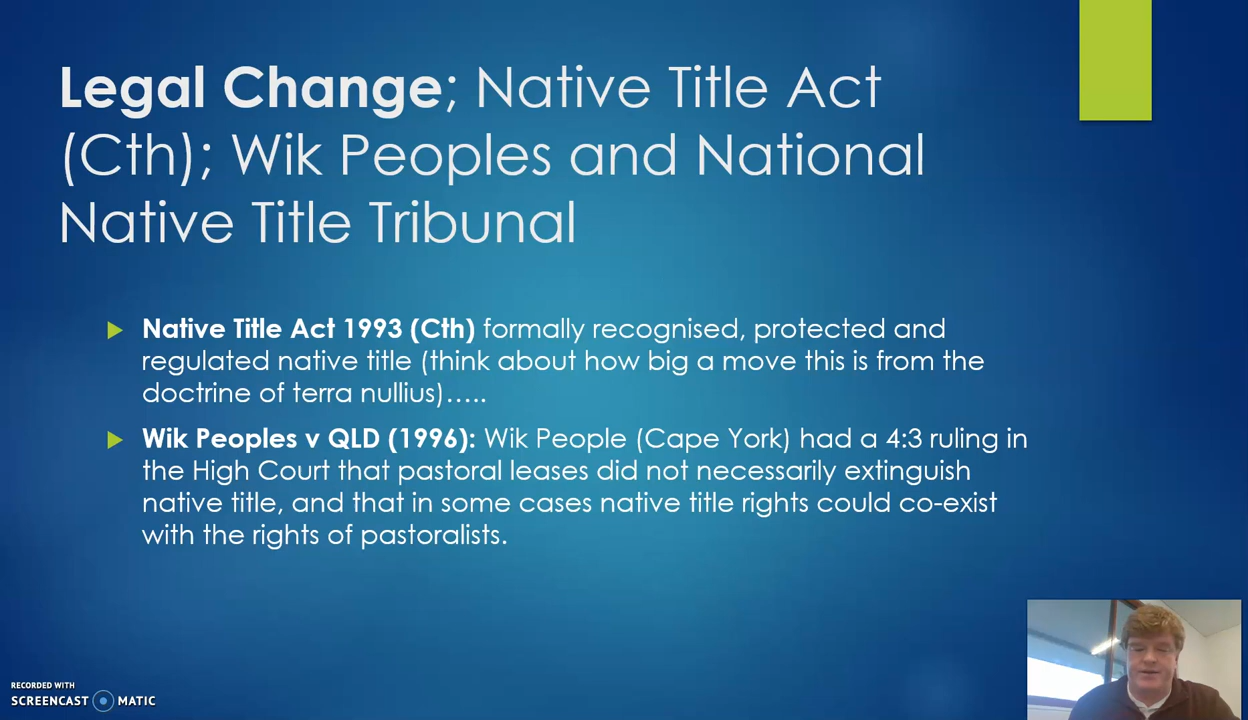 Legal Change; Native Title Act
(Cth); Wik Peoples and National
Native Title Tribunal
Native Title Act 1993 (Cth) formally recognised, protected and
regulated native title (think about how big a move this is from the
doctrine of terra nullius)…..
Wik Peoples v QLD (1996): Wik People (Cape York) had a 4:3 ruling in
the High Court that pastoral leases did not necessarily extinguish
native title, and that in some cases native title rights could co-exist
with the rights of pastoralists.
RECORDED WITH
SCREENCAST MATIC